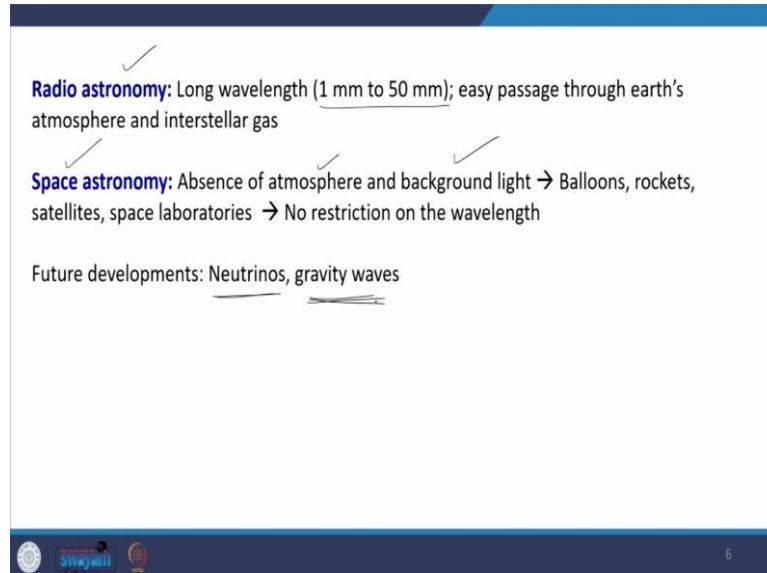 Radio astronomy: Long wavelength (1 mm to 50 mm); easy passage through earth's
atmosphere and interstellar gas
Space astronomy: Absence of atmosphere and background light → Balloons, rockets,
satellites, space laboratories → No restriction on the wavelength
Future developments: Neutrinos, gravity waves
swayam
6